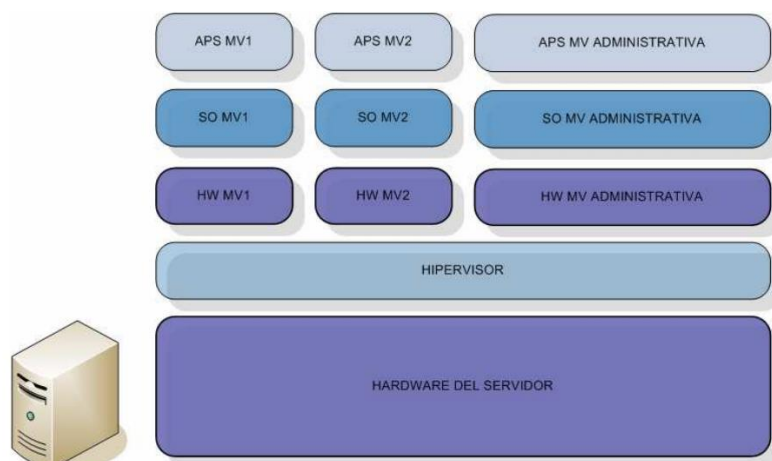 APS MV1
APS MV2
APS MV ADMINISTRATIVA
SO MV1
SO MV2
SO MV ADMINISTRATIVA
HW MV1
HW MV2
HW MV ADMINISTRATIVA
HIPERVISOR
HARDWARE DEL SERVIDOR